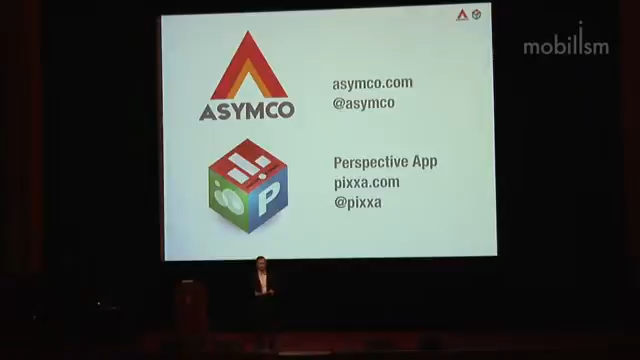 mobilism
ASYMCO
asymco.com
@asymco
P
Perspective App
pixxa.com
@pixxa